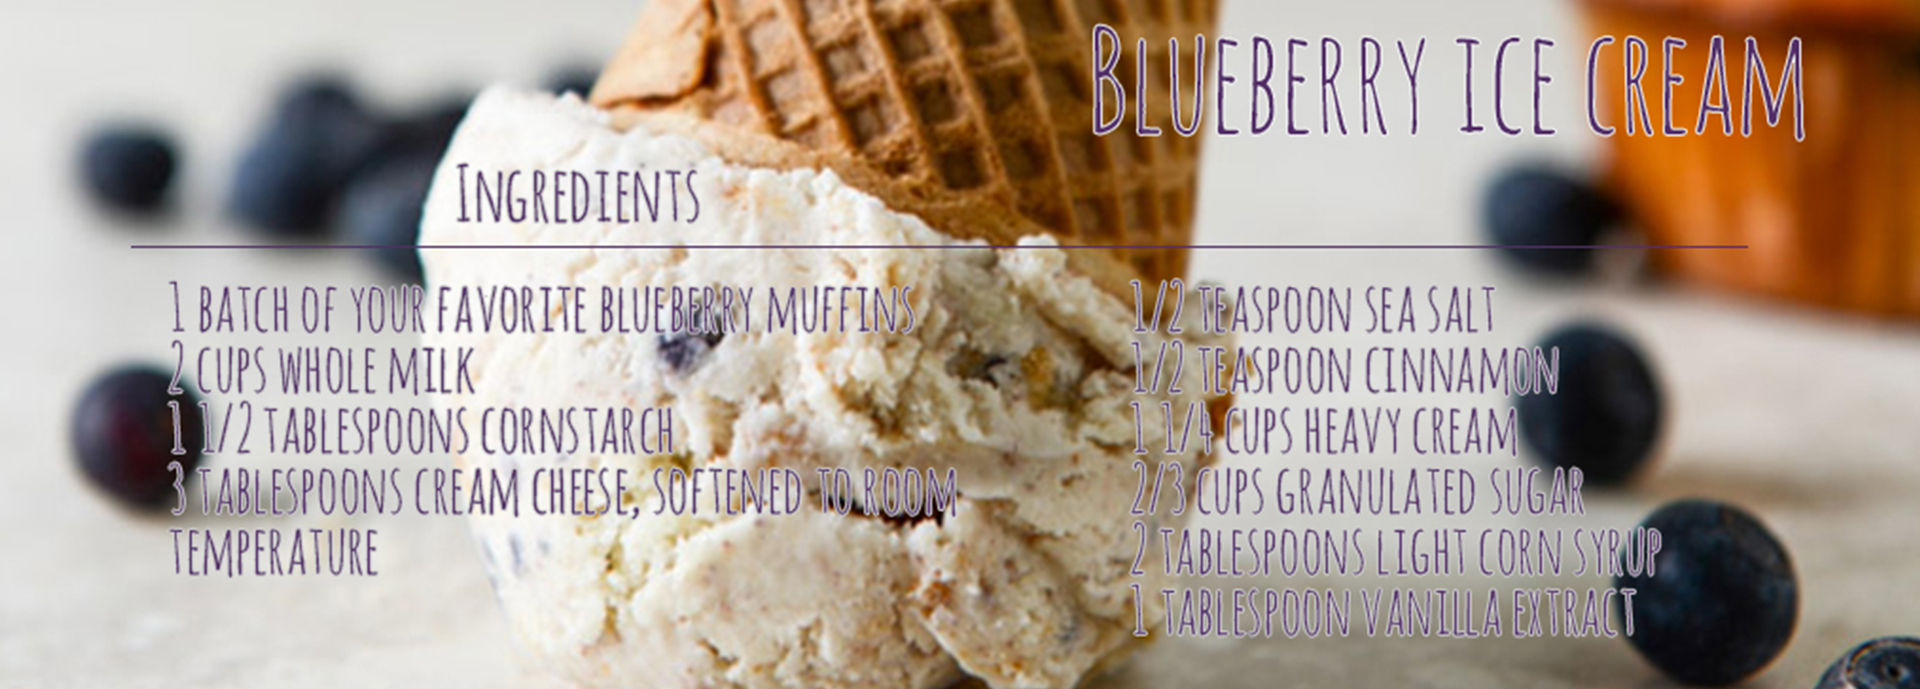 Blueberry ice cream
Ingredients
1 batch of your favorite blueberry muffins
2 cups whole milk
1 1/2 tablespoons cornstarch
3 tablespoons cream cheese, softened to room
temperature
1/2 teaspoon sea salt
1/2 teaspoon cinnamon
1 1/4 cups heavy cream
2/3 cups granulated sugar
2 tablespoons light corn syrup
1 tablespoon vanilla extract